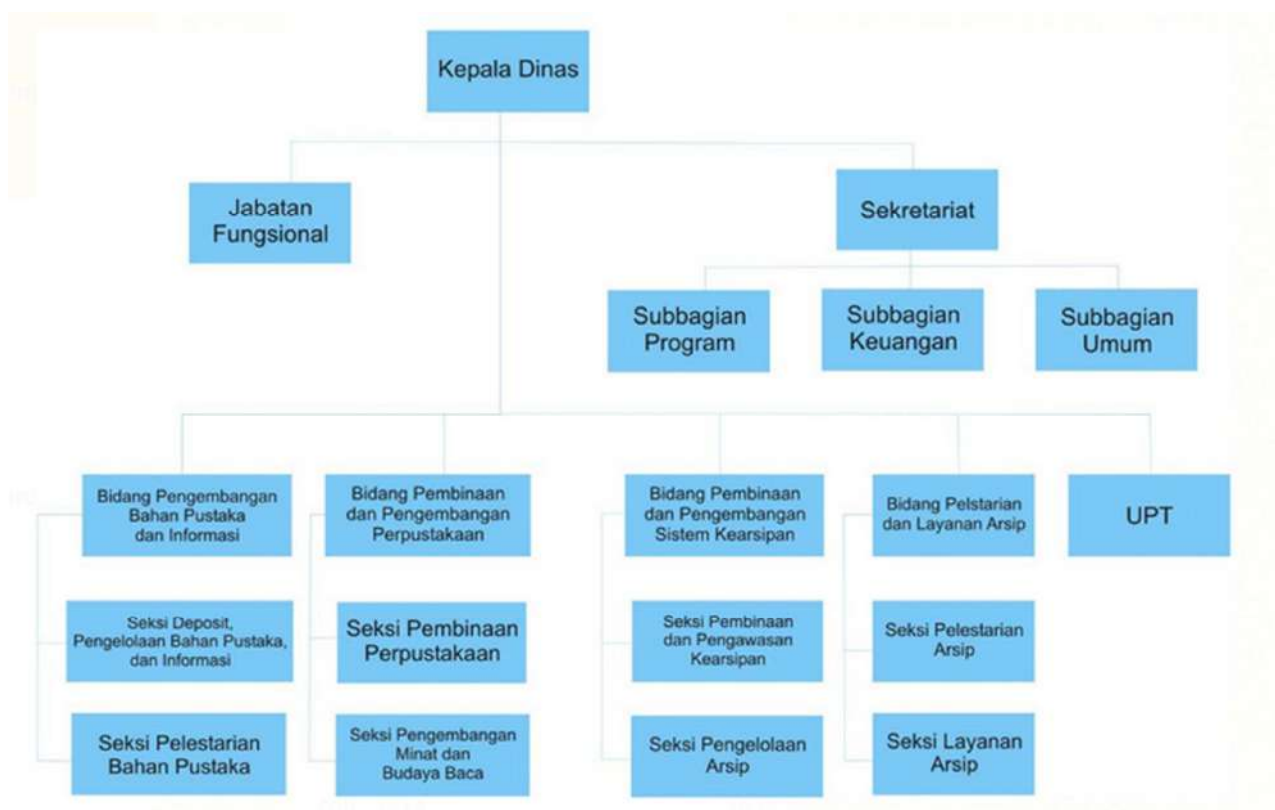 Kepala Dinas
Jabatan
Fungsional
Sekretariat
Subbagian
Program
Subbagian
Keuangan
Subbagian
Umum
Bidang Pengembangan
Bahan Pustaka
dan Informasi
Bidang Pembinaan
dan Pengembangan
Perpustakaan
Bidang Pembinaan
dan Pengembangan
Sistem Kearsipan
Bidang Pelstarian
dan Layanan Arsip
UPT
Seksi Deposit,
Pengelolaan Bahan Pustaka,
dan Informasi
Seksi Pembinaan
Perpustakaan
Seksi Pembinaan
dan Pengawasan
Kearsipan
Seksi Pelestarian
Arsip
Seksi Pelestarian
Bahan Pustaka
Seksi Pengembangan
Minat dan
Budaya Baca
Seksi Pengelolaan
Arsip
Seksi Layanan
Arsip